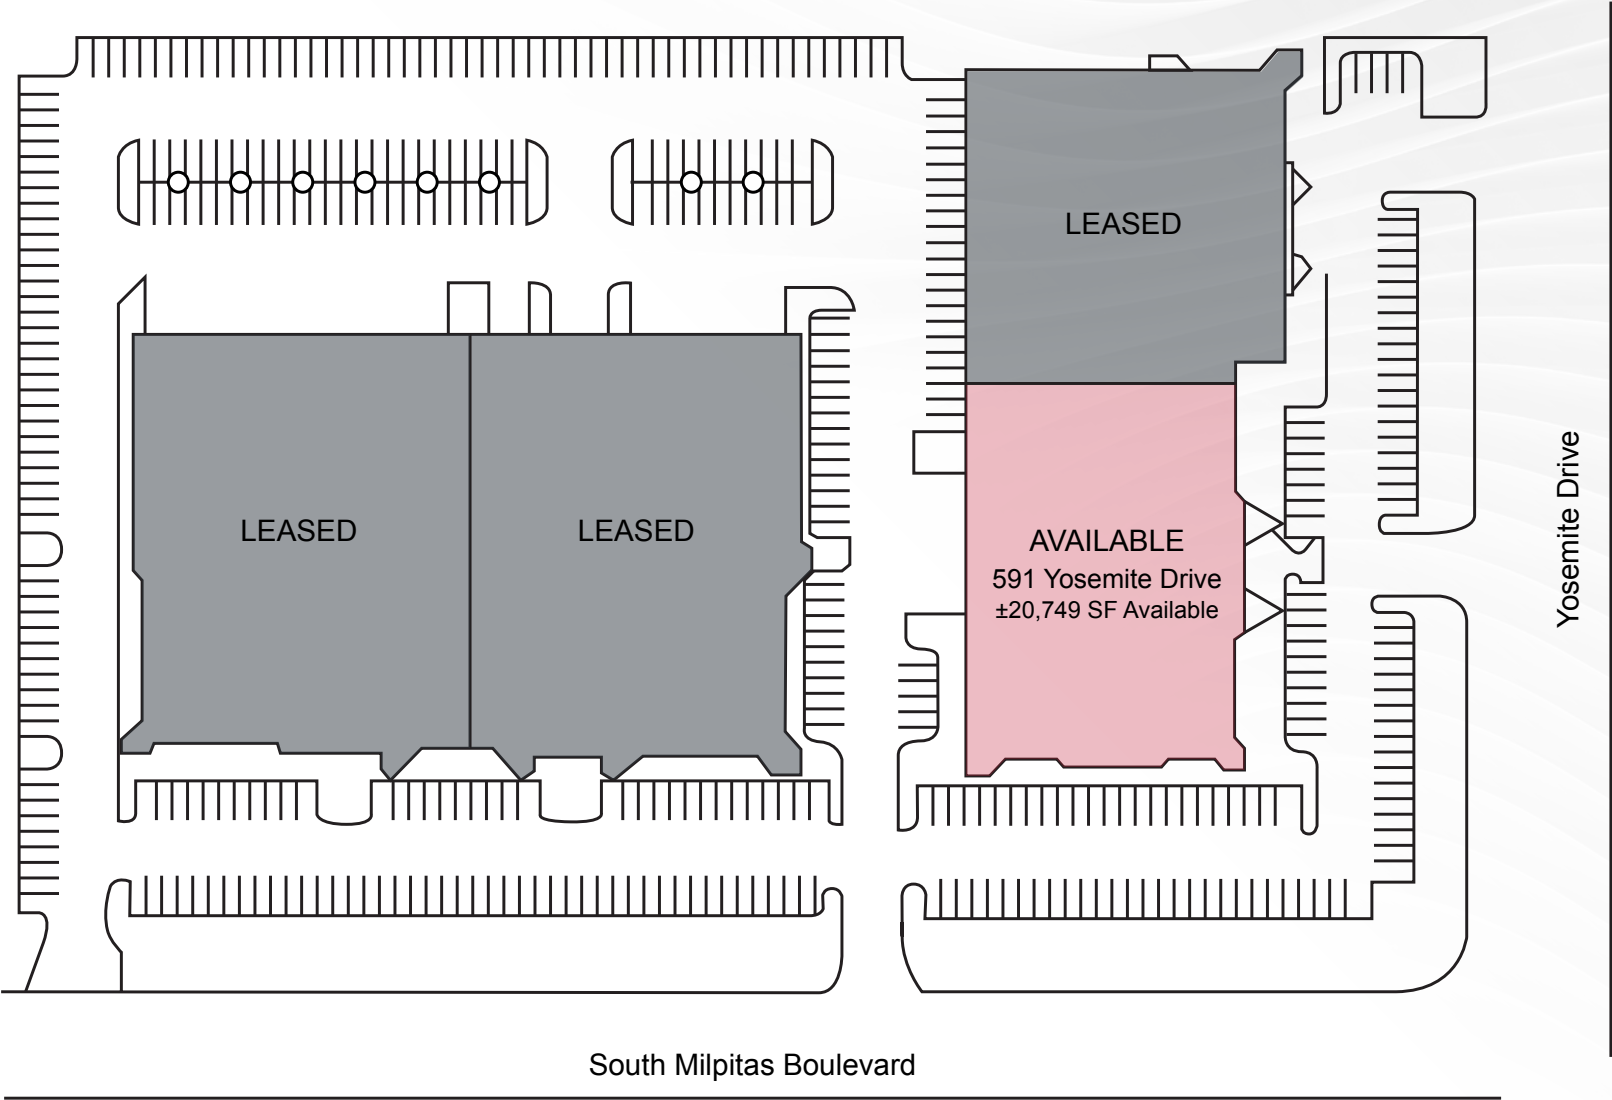 LEASED
LEASED
LEASED
AVAILABLE
591 Yosemite Drive
±20,749 SF Available
Yosemite Drive
South Milpitas Boulevard